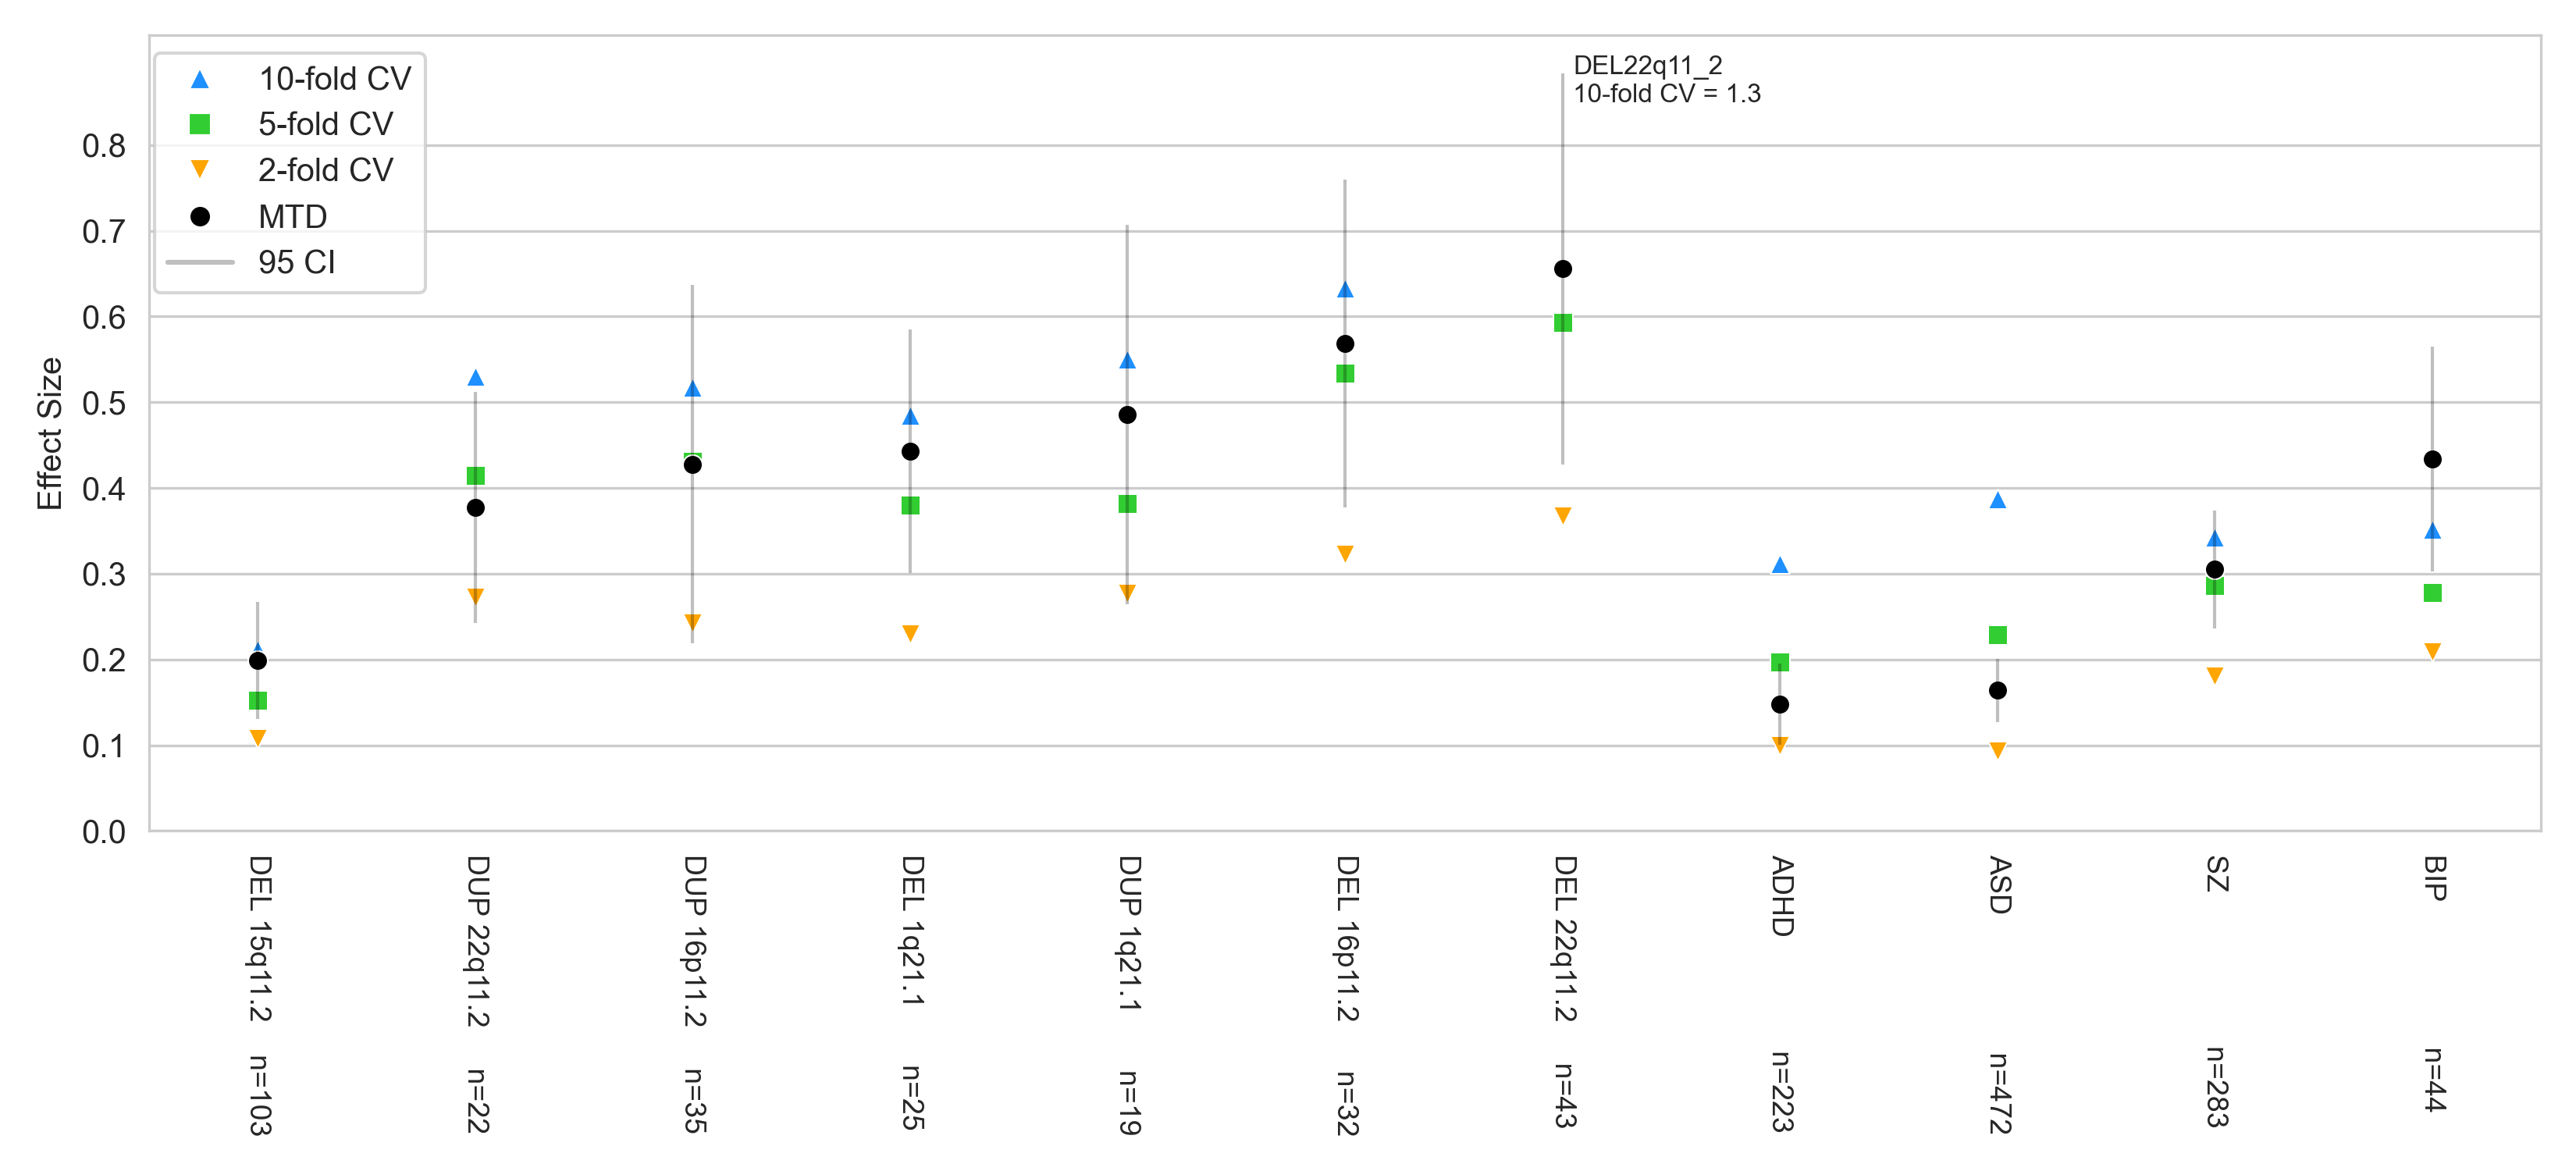 DEL22q11_2
10-fold CV = 1.3
10-fold CV
5-fold CV
2-fold CV
MTD
95 CI
Effect Size
0.8
0.7
0.6
0.5
0.4
0.3
0.2
0.1
0.0
DEL 15q11.2 n=103
DUP 22q11.2 n=22
DUP 16p11.2 n=35
DEL 1q21.1 n=25
DUP 1q21.1 n=19
DEL 16p11.2 n=32
DEL 22q11.2 n=43
ADHD n=223
ASD n=472
SZ n=283
BIP n=44